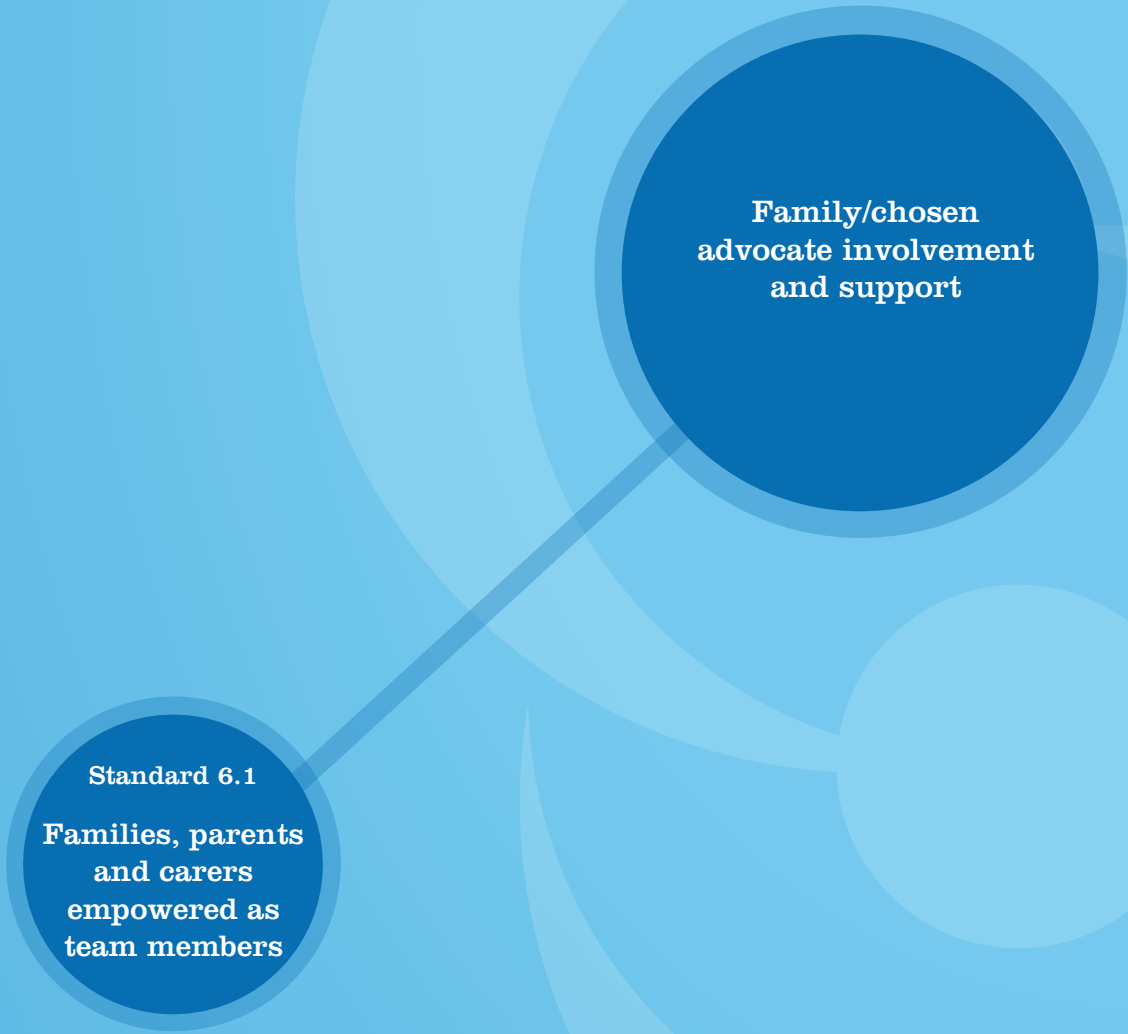 Family/chosen
advocate involvement
and support
Standard 6.1
Families, parents
and carers
empowered as
team members